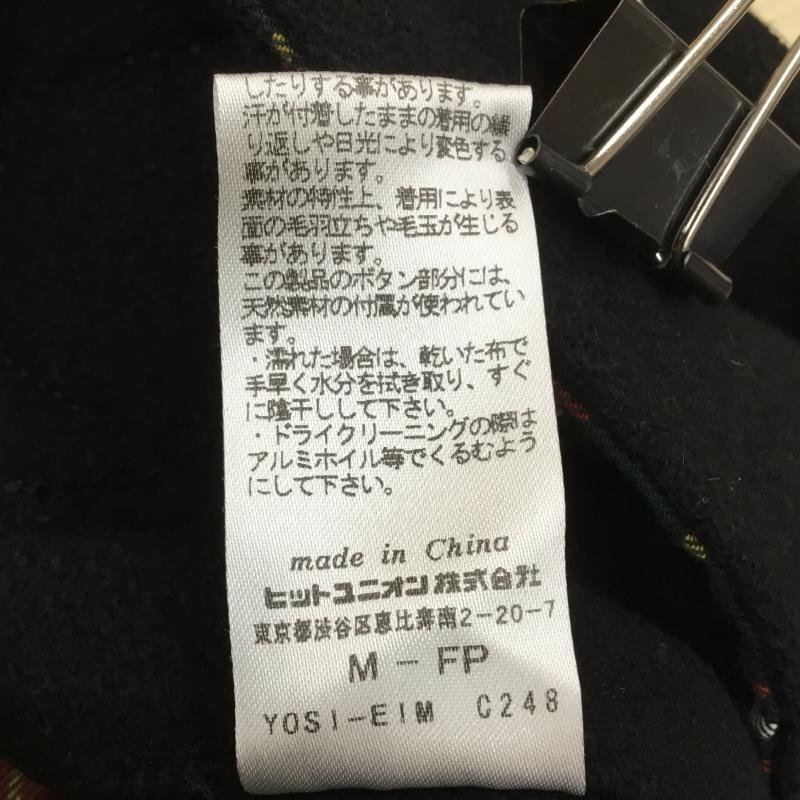 したりする事があります。
汗が付着したままの着用の繰
り返しや日光により変色する
事があります。
素材の特性上、着用により表
面の毛羽立ちや毛玉が生じる
事があります。
この製品のボタン部分には、
天然素材の付属が使われてい
ます。
・濡れた場合は、乾いた布で
手早く水分を拭き取り、すぐ
に陰干しして下さい。
・ドライクリーニングの際は
アルミホイル等でくるむよう
にして下さい。
made in China
ヒットユニオン株式会社
東京都渋谷区恵比寿南2-20-7
M - FP
YOSI-EIM C248